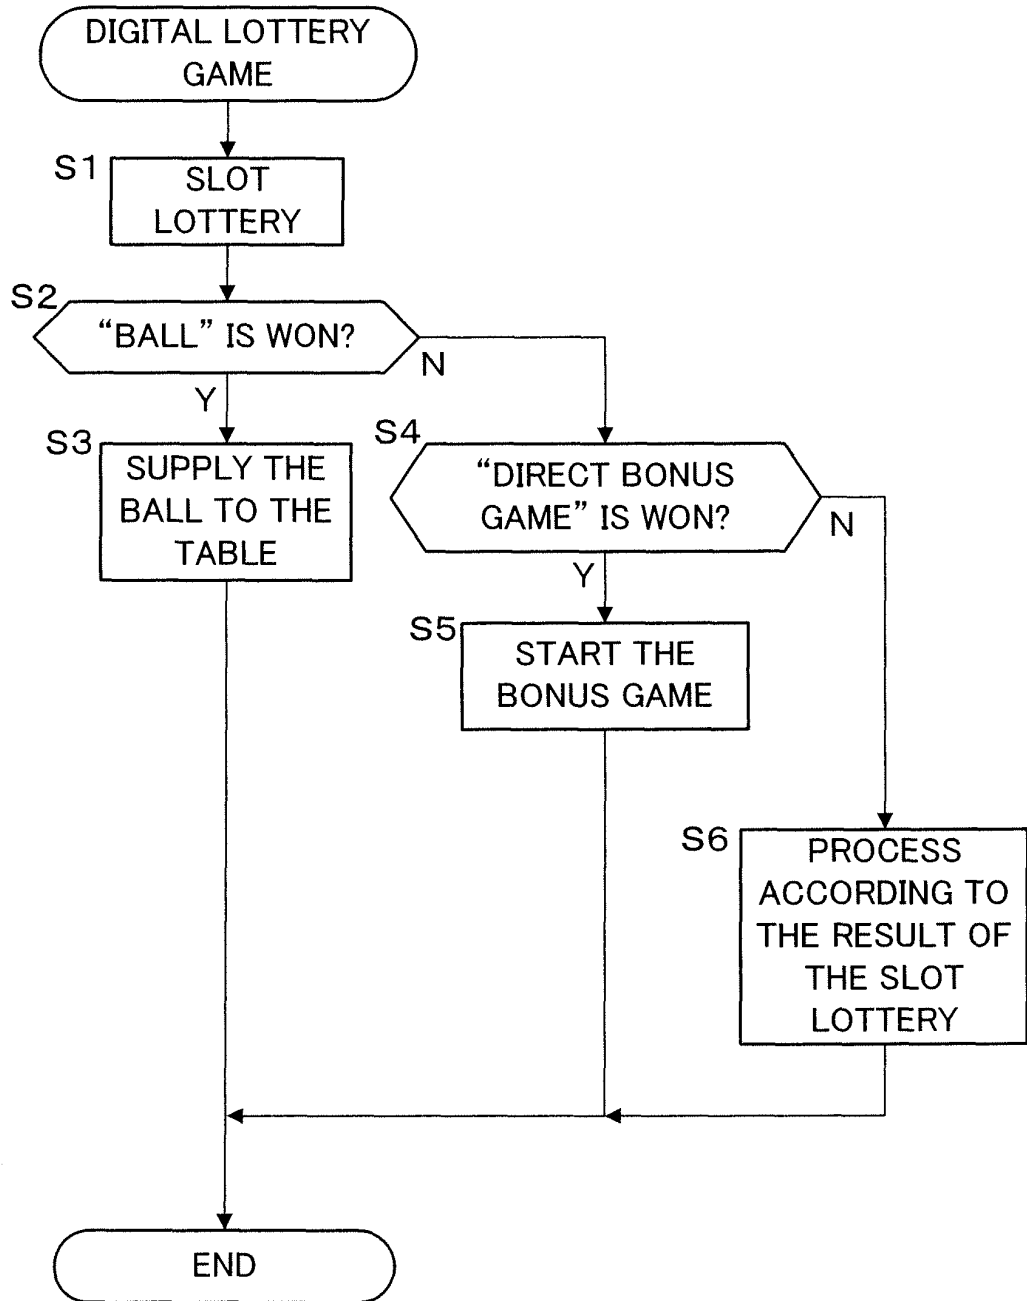 DIGITAL LOTTERY
GAME
S1
SLOT
LOTTERY
S2
“BALL” IS WON?
N
Y
S3
SUPPLY THE
BALL TO THE
TABLE
S4
“DIRECT BONUS
GAME” IS WON?
N
Y
S5
START THE
BONUS GAME
S6
PROCESS
ACCORDING TO
THE RESULT OF
THE SLOT
LOTTERY
END